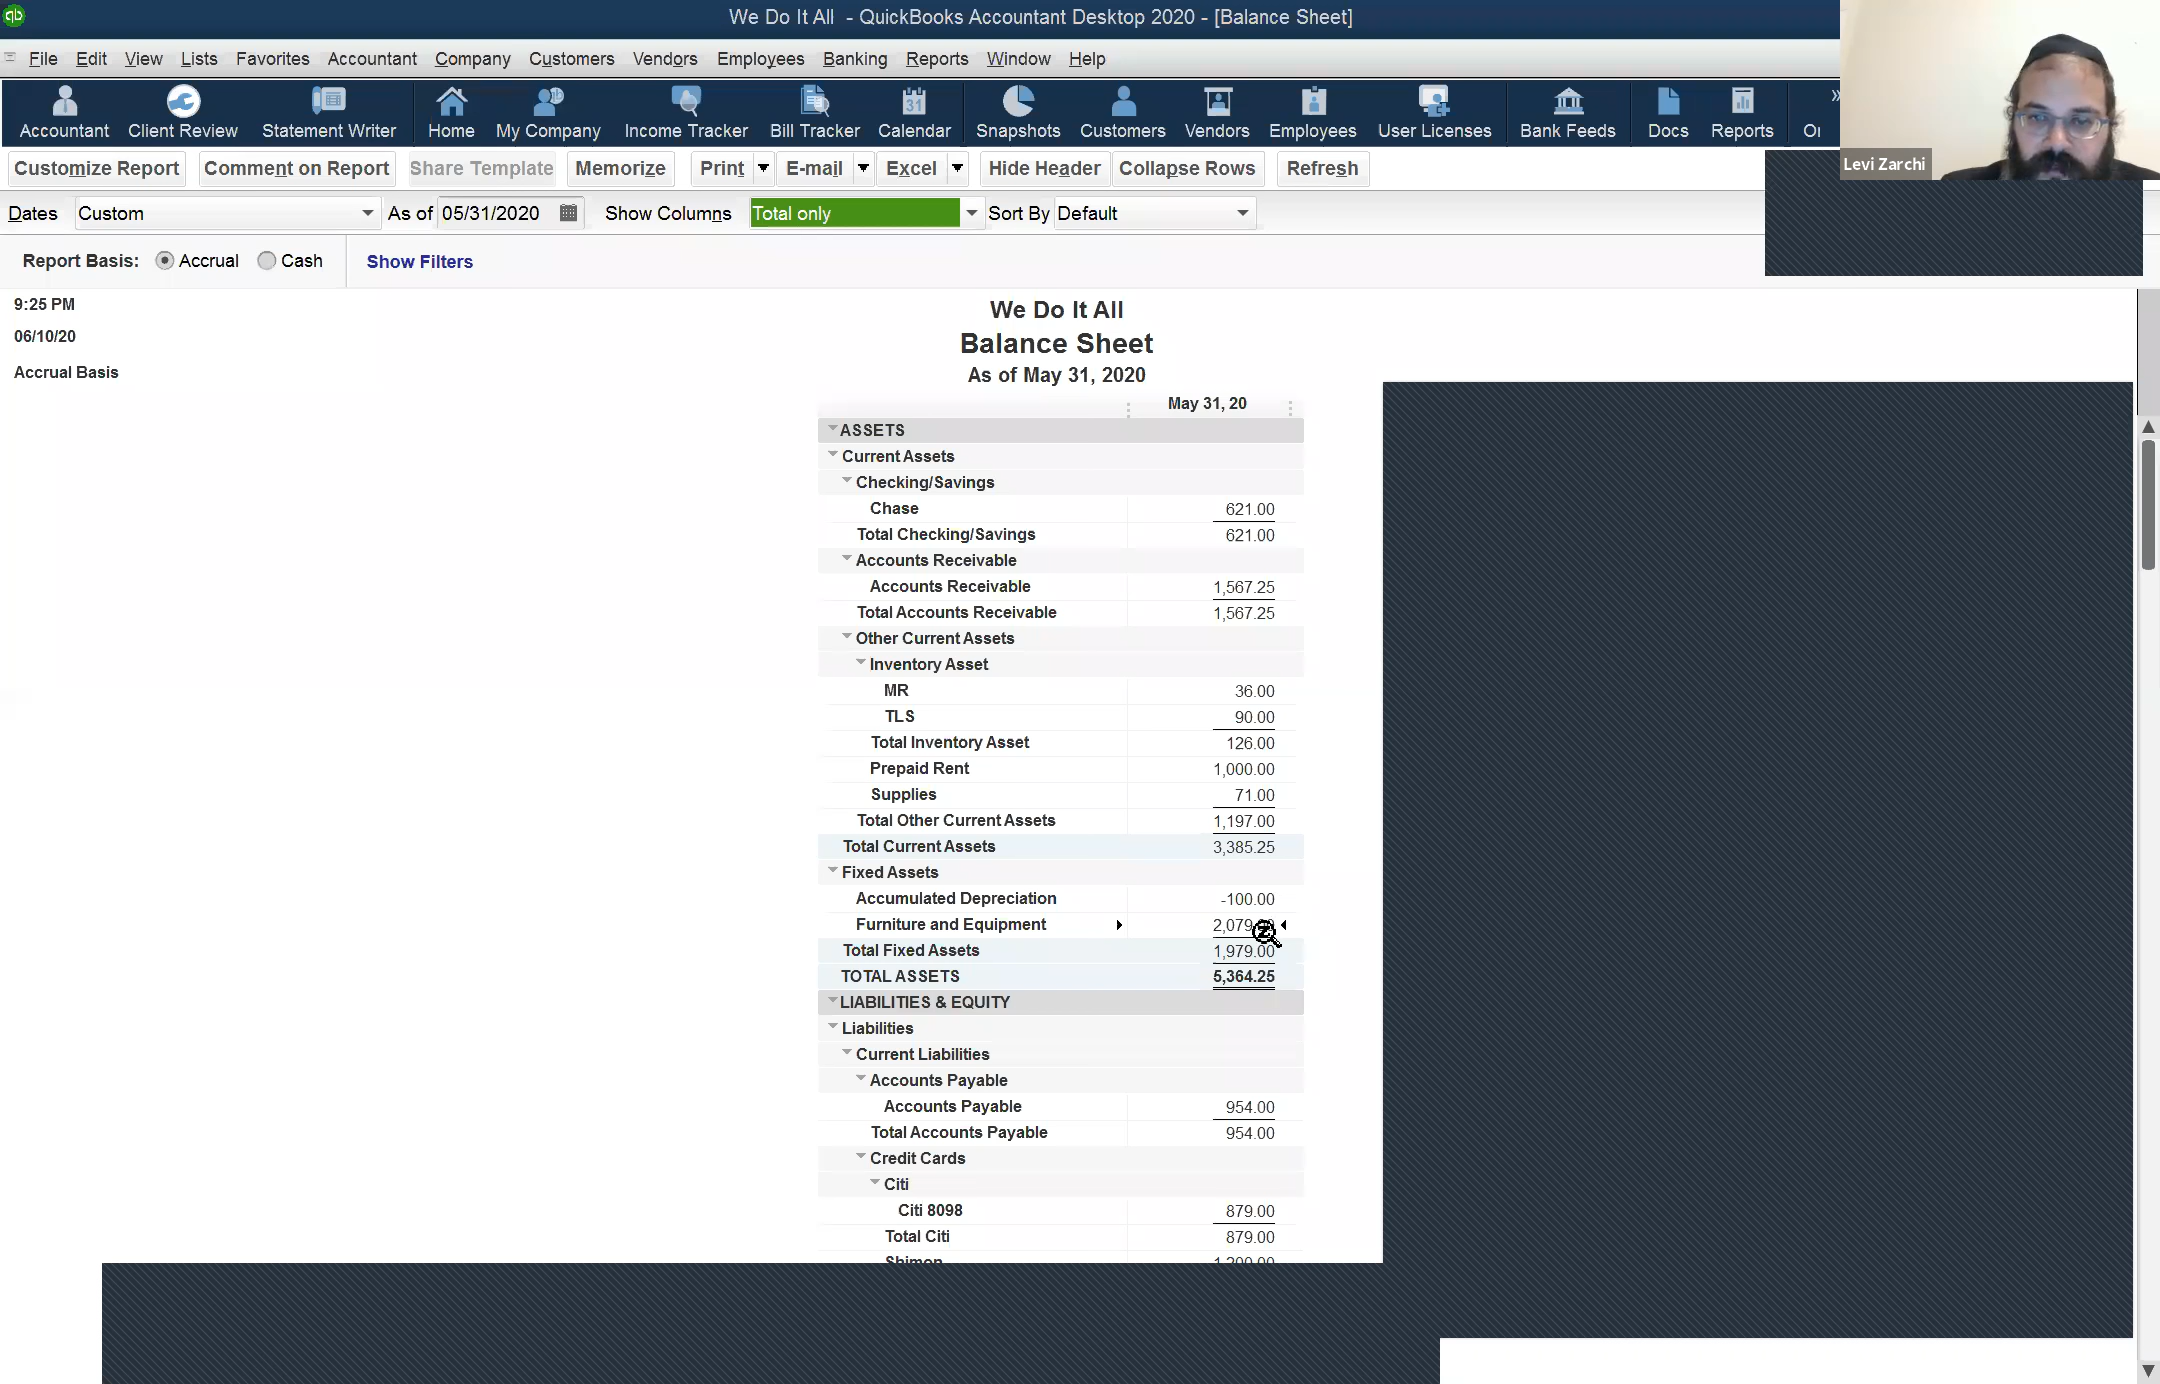 We Do It All - QuickBooks Accountant Desktop 2020 - [Balance Sheet]
File Edit View Lists Favorites Accountant Company Customers Vendors Employees Banking Reports Window Help
Accountant Client Review Statement Writer Home My Company Income Tracker Bill Tracker Calendar Snapshots Customers Vendors Employees User Licenses Bank Feeds Docs Reports
Levi Zarchi
Customize Report Comment on Report Share Template Memorize Print E-mail Excel Hide Header Collapse Rows Refresh
Dates Custom As of 05/31/2020 Show Columns Total only Sort By Default
Report Basis: Accrual Cash Show Filters
9:25 PM
06/10/20
Accrual Basis
We Do It All
Balance Sheet
As of May 31, 2020
May 31, 20
ASSETS
Current Assets
Checking/Savings
Chase 621.00
Total Checking/Savings 621.00
Accounts Receivable
Accounts Receivable 1,567.25
Total Accounts Receivable 1,567.25
Other Current Assets
Inventory Asset
MR 36.00
TLS 90.00
Total Inventory Asset 126.00
Prepaid Rent 1,000.00
Supplies 71.00
Total Other Current Assets 1,197.00
Total Current Assets 3,385.25
Fixed Assets
Accumulated Depreciation -100.00
Furniture and Equipment 2,079
Total Fixed Assets 1,979.00
TOTAL ASSETS 5,364.25
LIABILITIES & EQUITY
Liabilities
Current Liabilities
Accounts Payable
Accounts Payable 954.00
Total Accounts Payable 954.00
Credit Cards
Citi
Citi 8098 879.00
Total Citi 879.00
Shimon 1,200.00